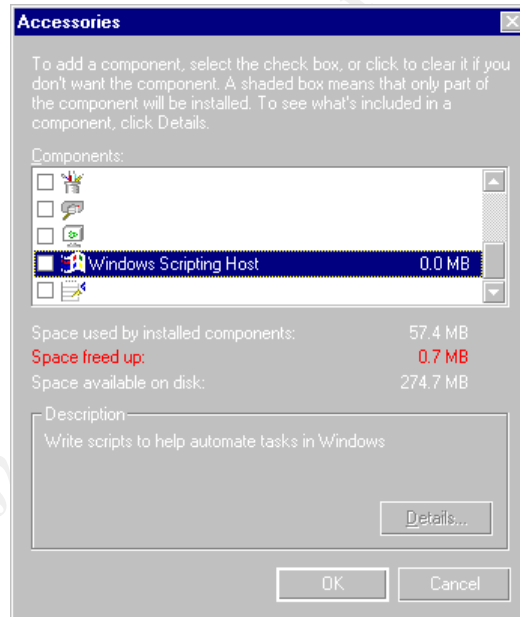 Accessories
To add a component, select the check box, or click to clear it if you
don't want the component. A shaded box means that only part of
the component will be installed. To see what's included in a
component, click Details.
Components:
Windows Scripting Host 0.0 MB
Space used by installed components: 57.4 MB
Space freed up: 0.7 MB
Space available on disk: 274.7 MB
Description
Write scripts to help automate tasks in Windows
Details...
OK Cancel